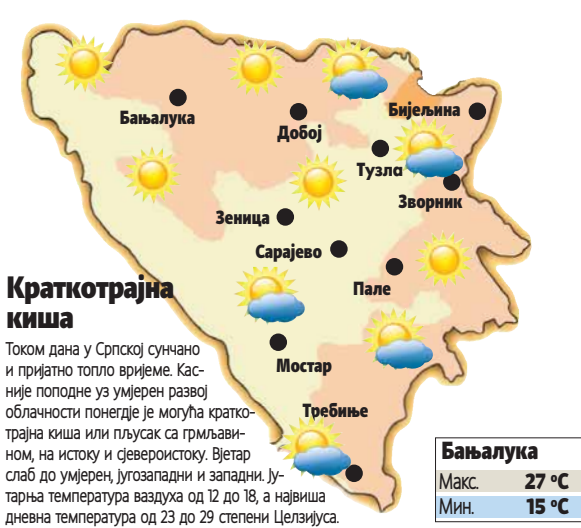 Бањалука
Добој
Бијељина
Тузла
Зворник
Зеница
Сарајево
Пале
Мостар
Требиње
Краткотрајна
киша
Током дана у Српској сунчано
и пријатно топло вријеме. Кас-
није поподне уз умјерен развој
облачности понегдје је могућа кратко-
трајна киша или пљусак са грмљави-
ном, на истоку и сјевероистоку. Вјетар
слаб до умјерен, југозападни и западни. Ју-
тарња температура ваздуха од 12 до 18, а највиша
дневна температура од 23 до 29 степени Целзијуса.
Бањалука
Макс. 27 ºC
Мин. 15 ºC